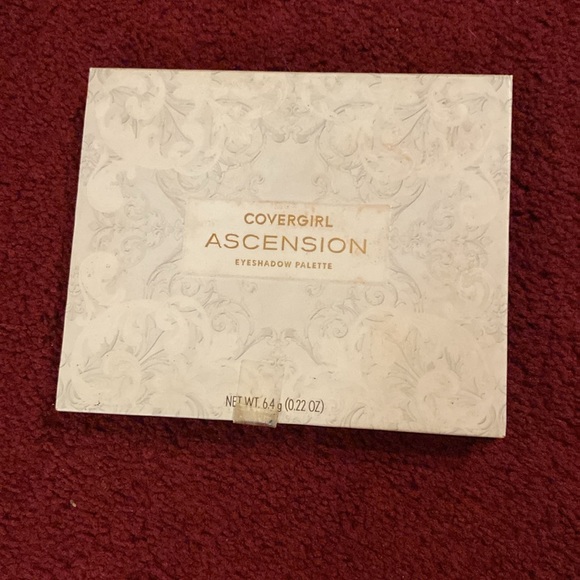 COVERGIRL
ASCENSION
EYESHADOW PALETTE
NET WT. 6.4 g (0.22 OZ)